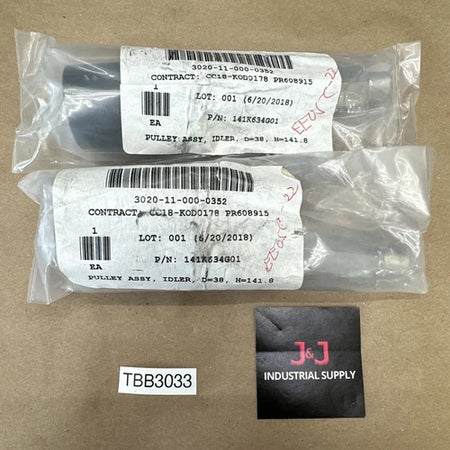 3020-11-000-0352
CONTRACT: CC18-KOD0178 PR608915
1
LOT: 001 (6/20/2018)
EA
P/N: 141K634G01
PULLEY ASSY, IDLER, D=38, H=141.8
22
3020-11-000-0352
CONTRACT: CC18-KOD0178 PR608915
1
LOT: 001 (6/20/2018)
P/N: 141K634G01
EA
PULLEY ASSY, IDLER, D=38, H=141.8
22
TBB3033
J&J
INDUSTRIAL SUPPLY